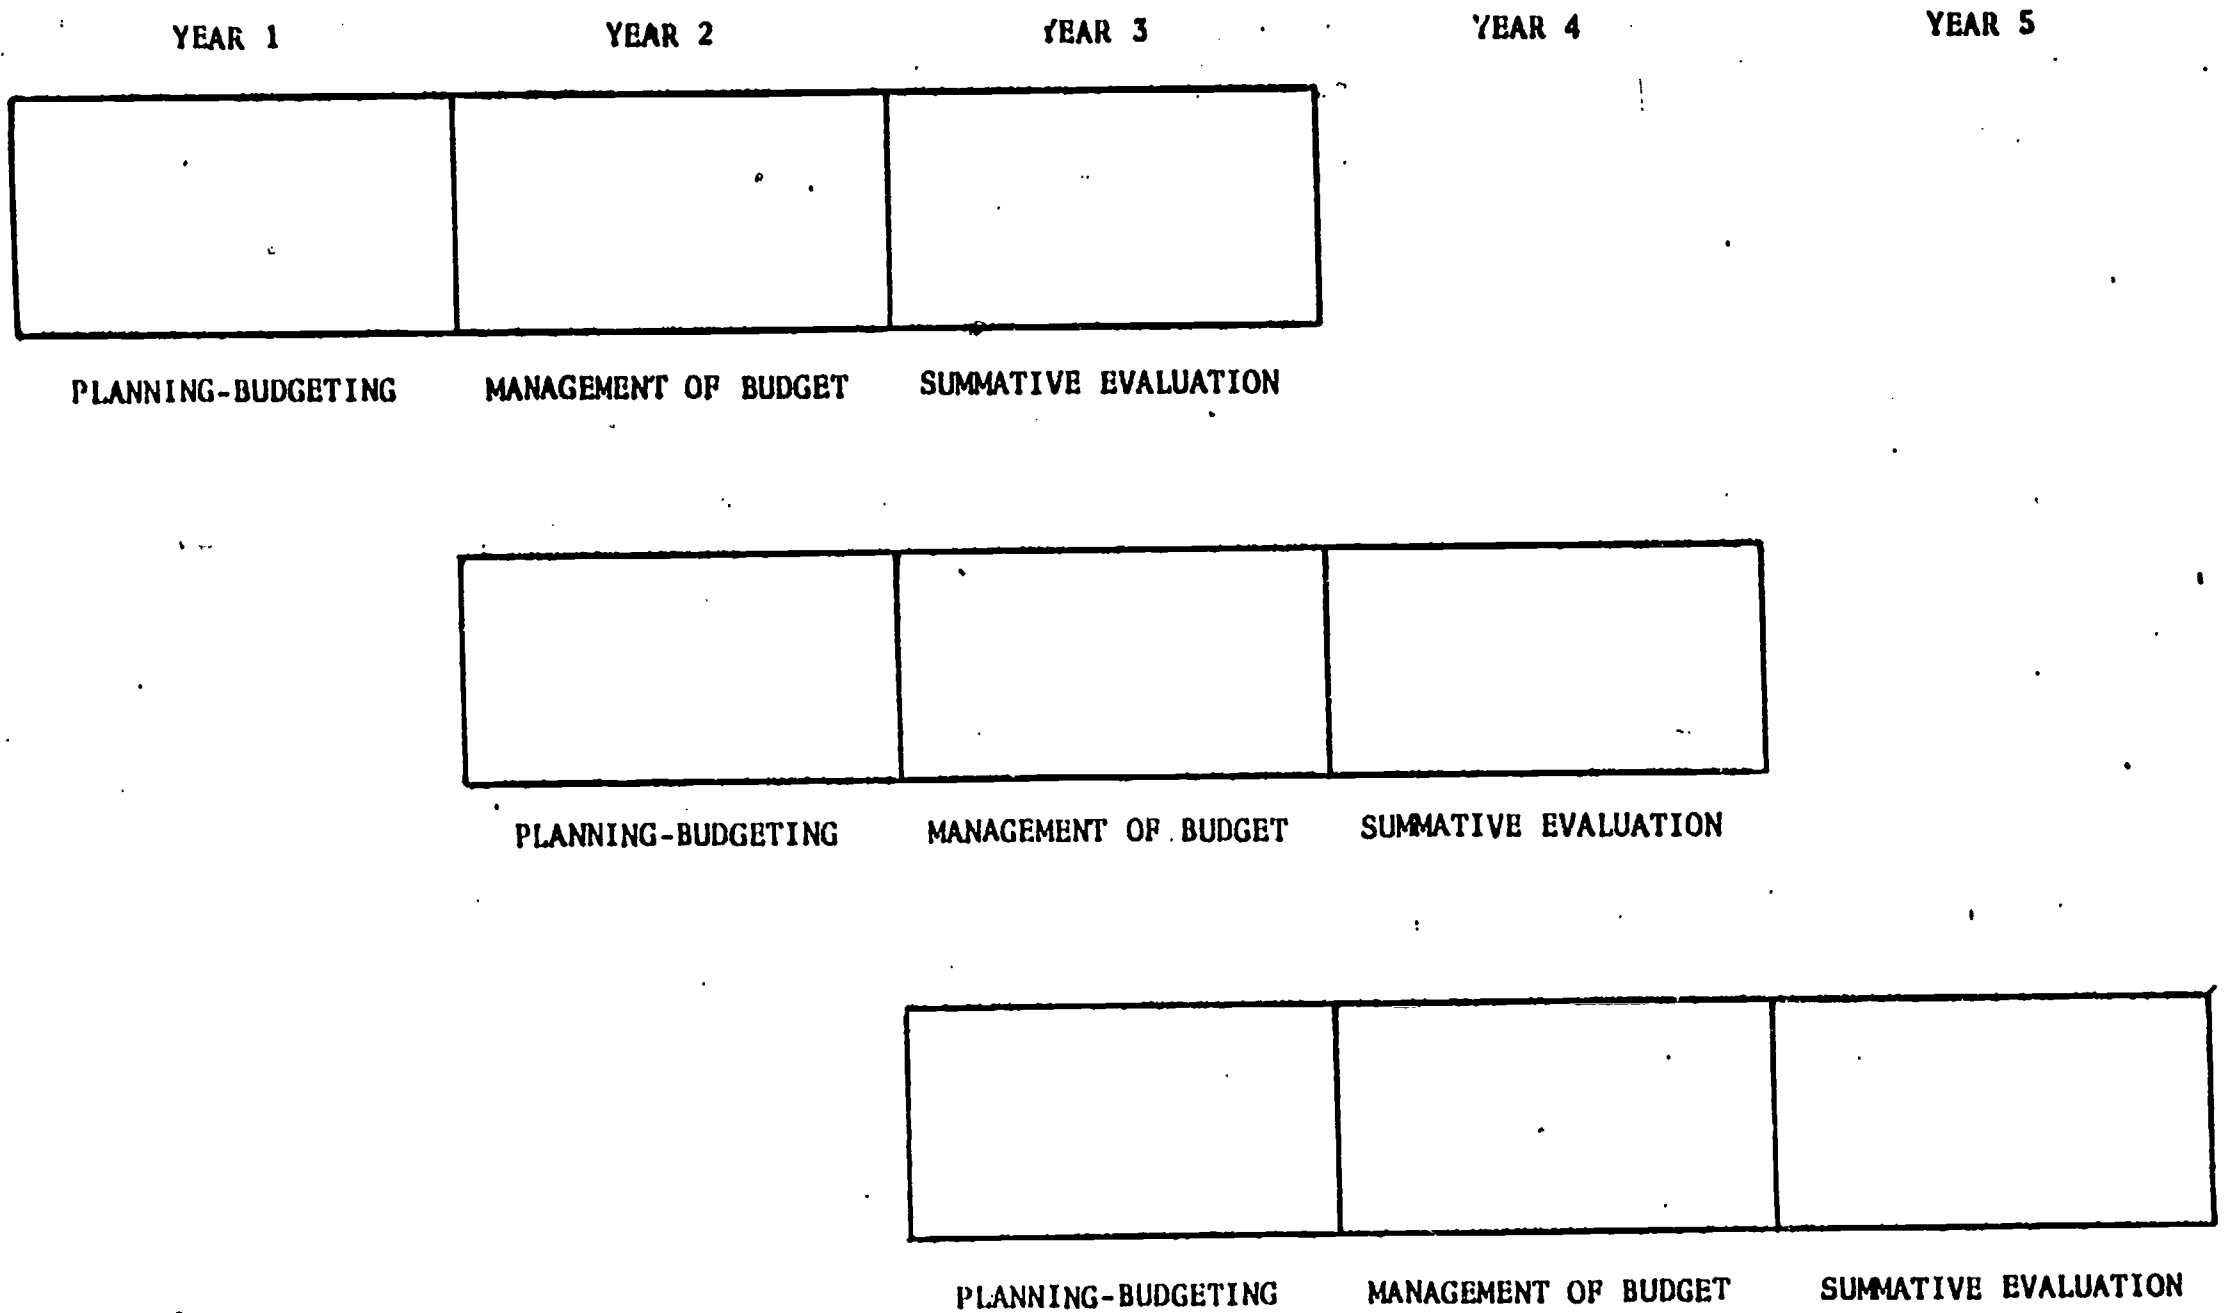 YEAR 1 YEAR 2 YEAR 3 YEAR 4 YEAR 5
PLANNING-BUDGETING MANAGEMENT OF BUDGET SUMMATIVE EVALUATION
PLANNING-BUDGETING MANAGEMENT OF BUDGET SUMMATIVE EVALUATION
PLANNING-BUDGETING MANAGEMENT OF BUDGET SUMMATIVE EVALUATION